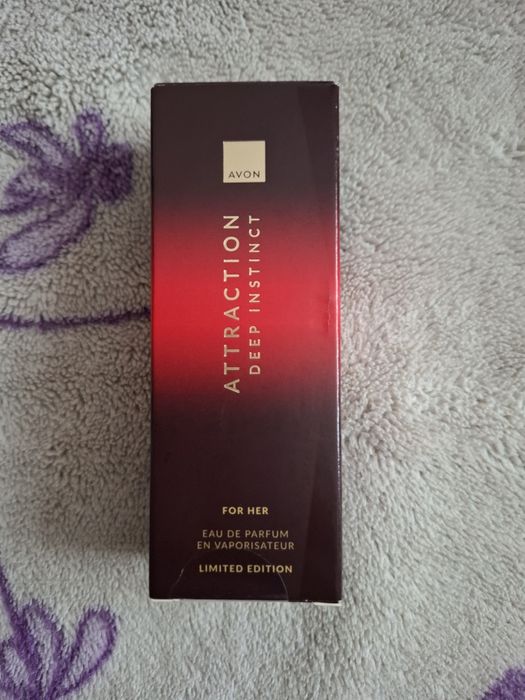 AVON
ATTRACTION
DEEP INSTINCT
FOR HER
EAU DE PARFUM
EN VAPORISATEUR
LIMITED EDITION